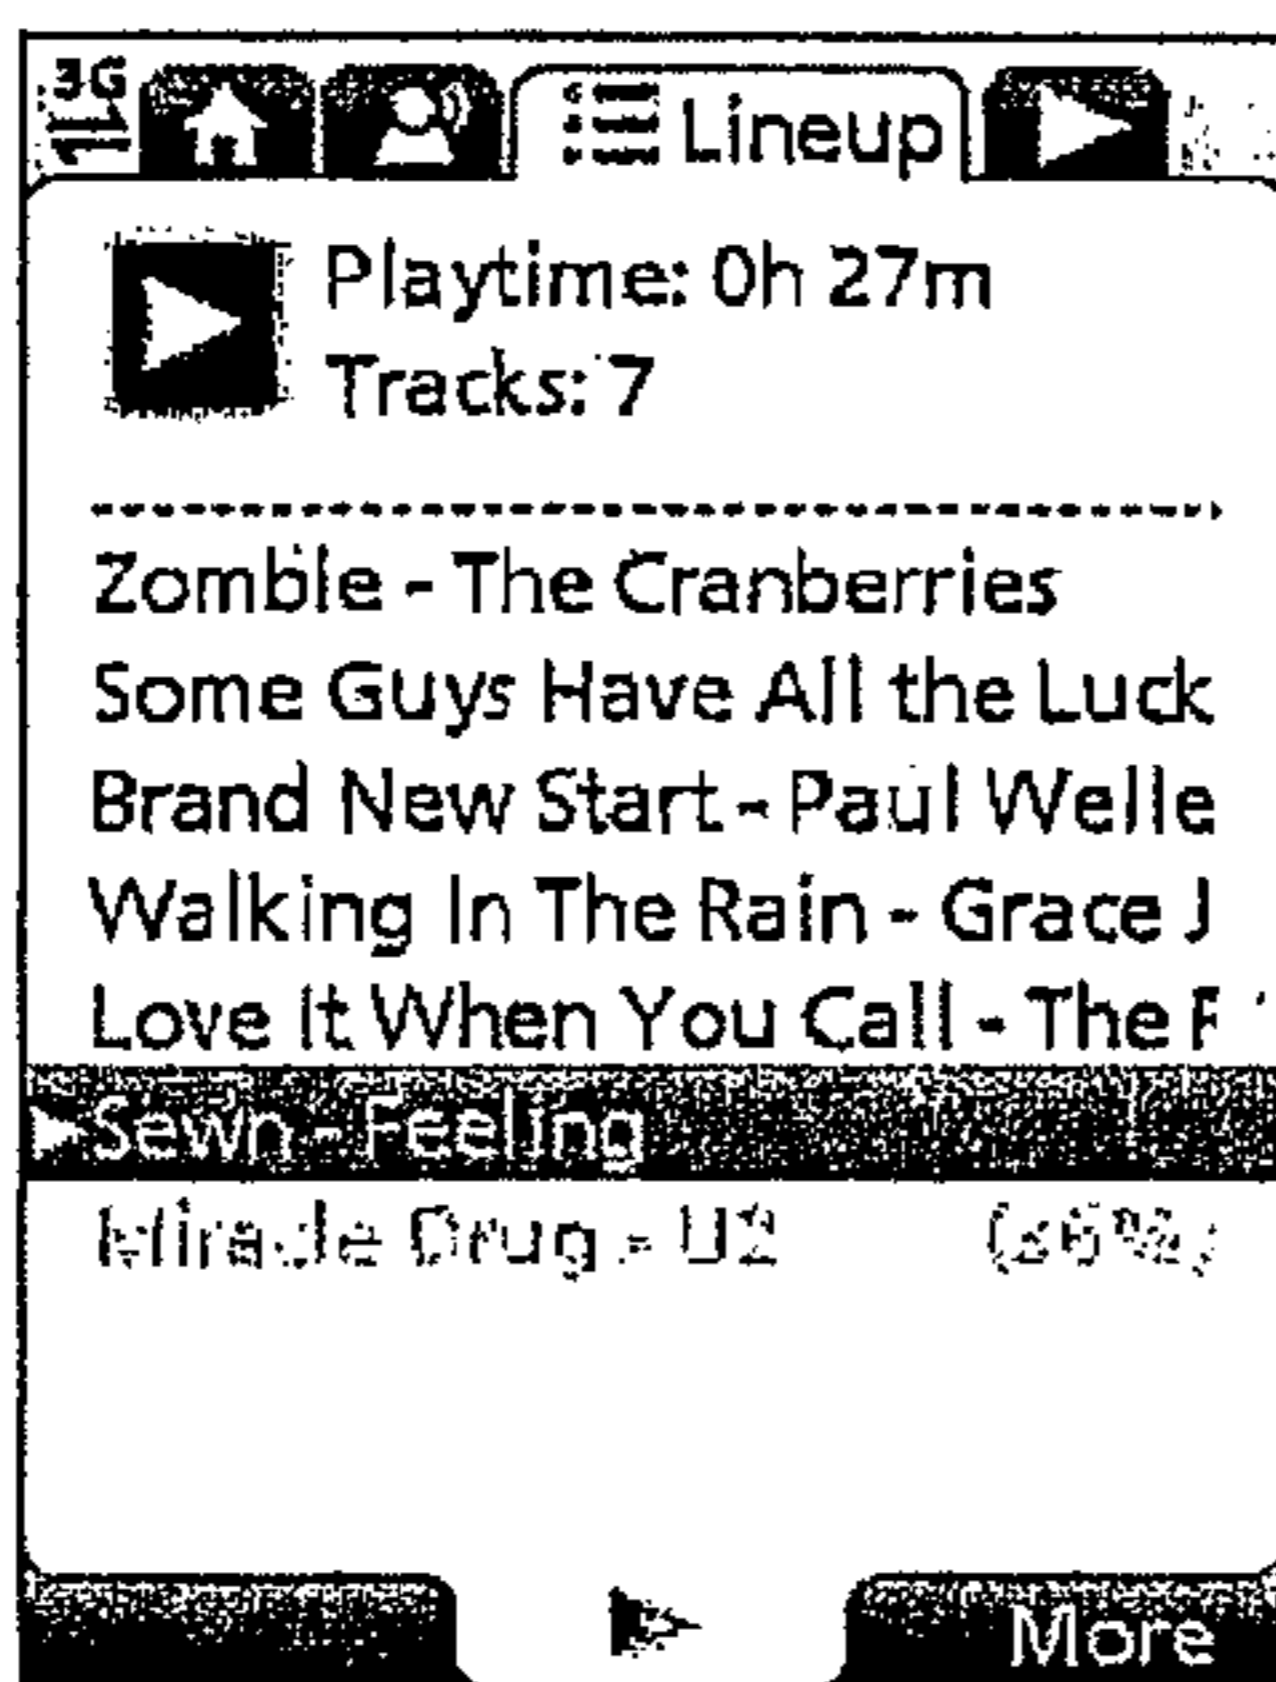 3G
Lineup
Playtime: 0h 27m
Tracks: 7
Zombie - The Cranberries
Some Guys Have All the Luck
Brand New Start - Paul Welle
Walking In The Rain - Grace J
Love It When You Call - The F
Sewn - Feeling
Miracle Drug - U2
More